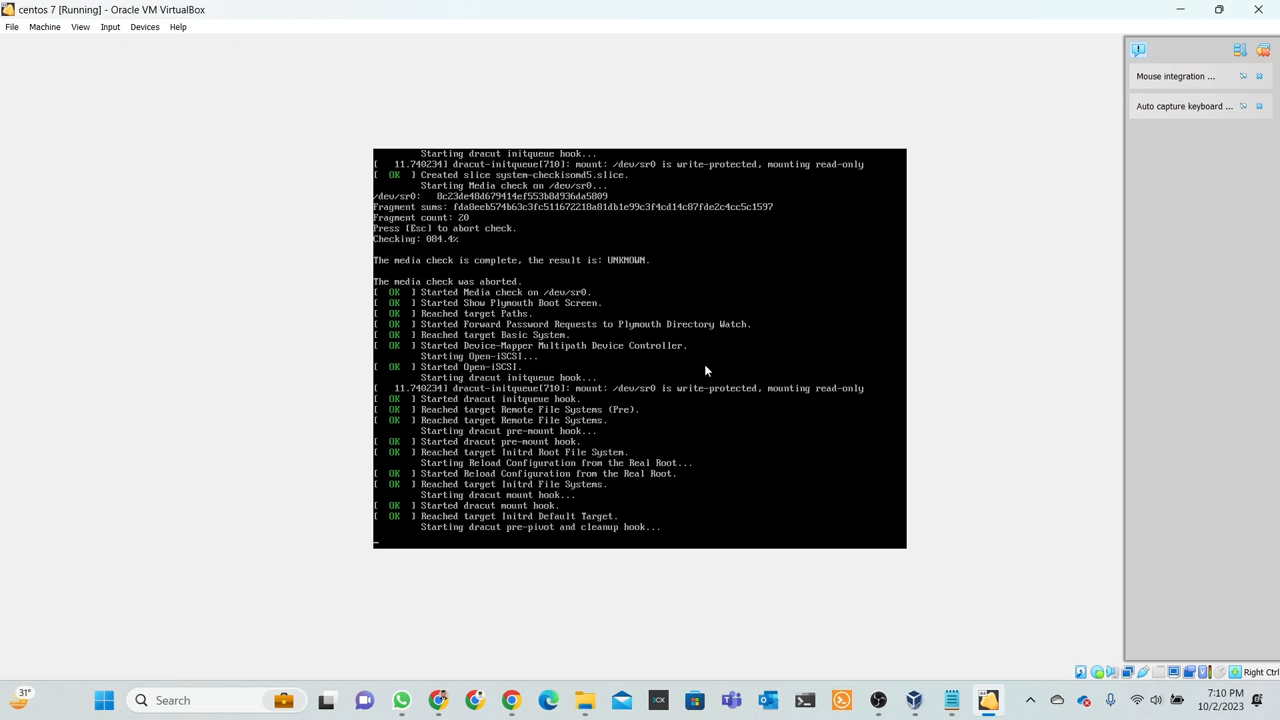 centos 7 [Running] - Oracle VM VirtualBox
File Machine View Input Devices Help
Mouse integration ...
Auto capture keyboard ...
Starting dracut initqueue hook...
[ 11.740234] dracut-initqueue[710]: mount: /dev/sr0 is write-protected, mounting read-only
[ OK ] Created slice system-checkisomd5.slice.
Starting Media check on /dev/sr0...
/dev/sr0: 8c23de48d679414ef553b8d936da5809
Fragment sums: fda8eeb574b63c3fc511672218a81db1e99c3f4cd14c87fde2c4cc5c1597
Fragment count: 20
Press [Esc] to abort check.
Checking: 084.4%
The media check is complete, the result is: UNKNOWN.
The media check was aborted.
[ OK ] Started Media check on /dev/sr0.
[ OK ] Started Show Plymouth Boot Screen.
[ OK ] Reached target Paths.
[ OK ] Started Forward Password Requests to Plymouth Directory Watch.
[ OK ] Reached target Basic System.
[ OK ] Started Device-Mapper Multipath Device Controller.
Starting Open-iSCSI...
[ OK ] Started Open-iSCSI.
Starting dracut initqueue hook...
[ 11.740234] dracut-initqueue[710]: mount: /dev/sr0 is write-protected, mounting read-only
[ OK ] Started dracut initqueue hook.
[ OK ] Reached target Remote File Systems (Pre).
[ OK ] Reached target Remote File Systems.
Starting dracut pre-mount hook...
[ OK ] Started dracut pre-mount hook.
[ OK ] Reached target Initrd Root File System.
Starting Reload Configuration from the Real Root...
[ OK ] Started Reload Configuration from the Real Root.
[ OK ] Reached target Initrd File Systems.
Starting dracut mount hook...
[ OK ] Started dracut mount hook.
[ OK ] Reached target Initrd Default Target.
Starting dracut pre-pivot and cleanup hook...
_
Right Ctrl
31°
Search
CX
7:10 PM
10/2/2023